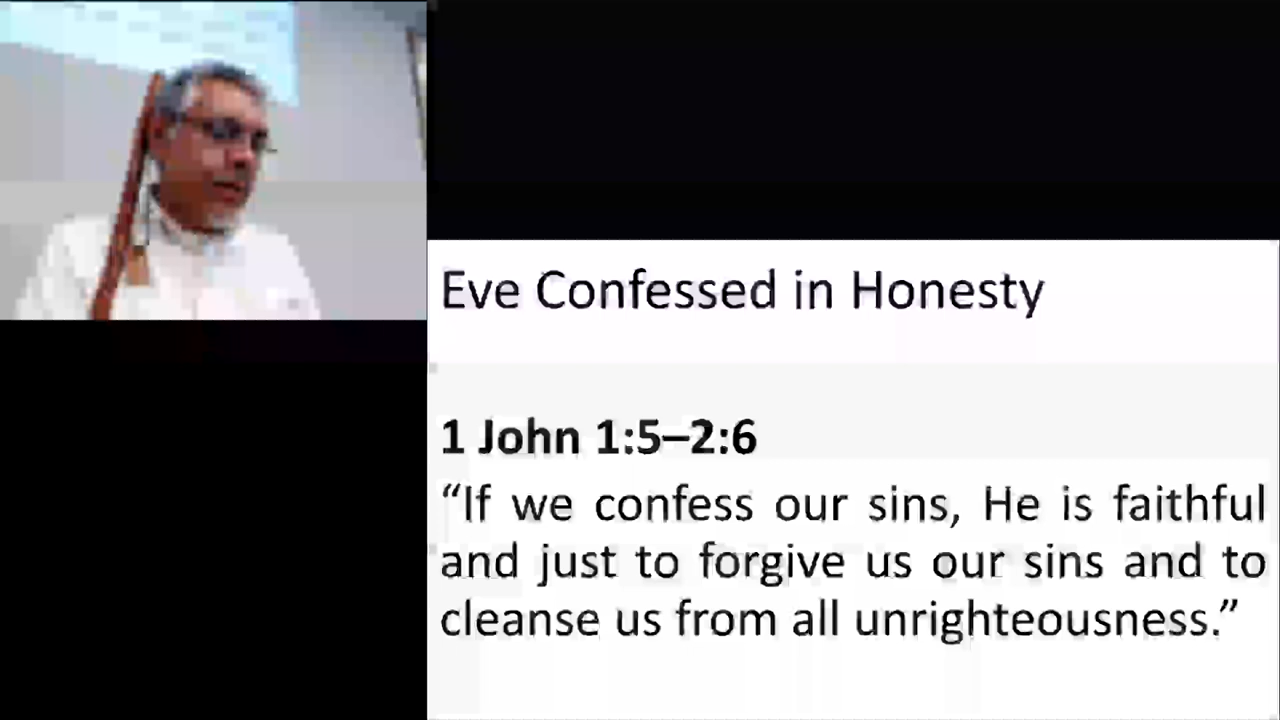 Eve Confessed in Honesty
1 John 1:5–2:6
“If we confess our sins, He is faithful
and just to forgive us our sins and to
cleanse us from all unrighteousness.”